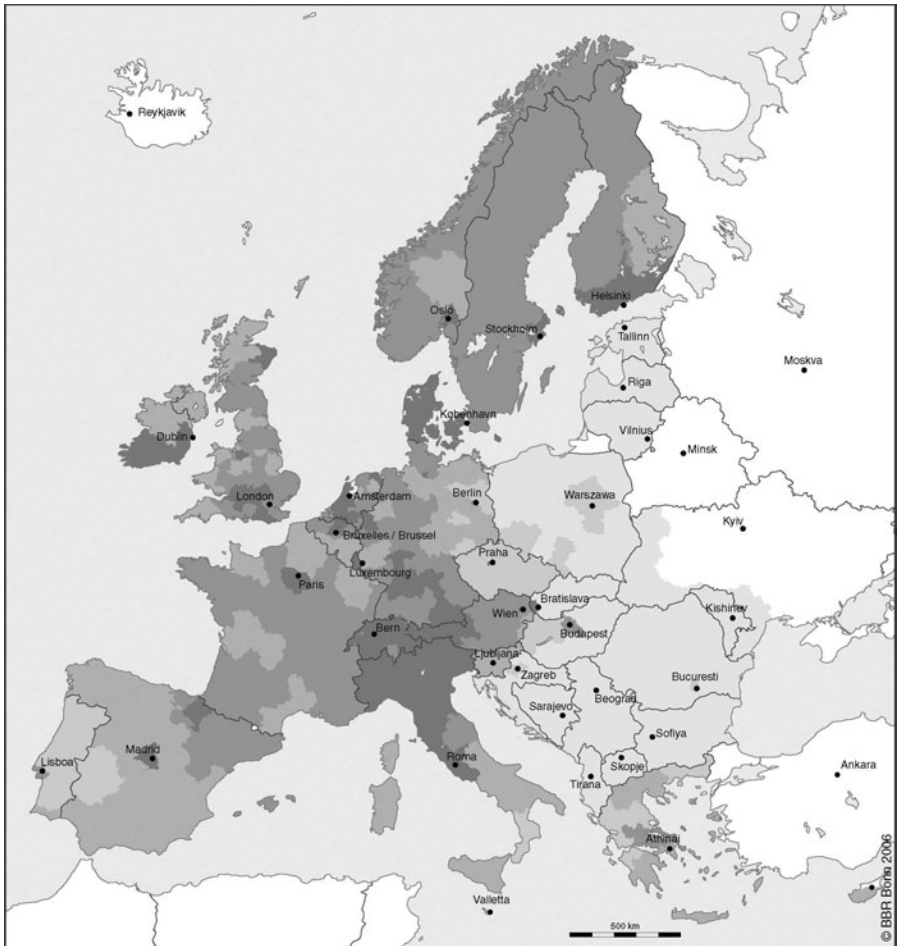 Reykjavik
Helsinki
Oslo
Stockholm
Tallinn
Moskva
Riga
København
Vilnius
Dublin
Minsk
London
Amsterdam
Berlin
Warszawa
Kyiv
Bruxelles / Brussel
Praha
Luxembourg
Paris
Bratislava
Wien
Kishinev
Bern
Budapest
Ljubljana
Zagreb
Bucuresti
Beograd
Sarajevo
Sofiya
Madrid
Lisboa
Roma
Skopje
Ankara
Tirana
Athinai
Valletta
500 km
© BBR Bonn 2006